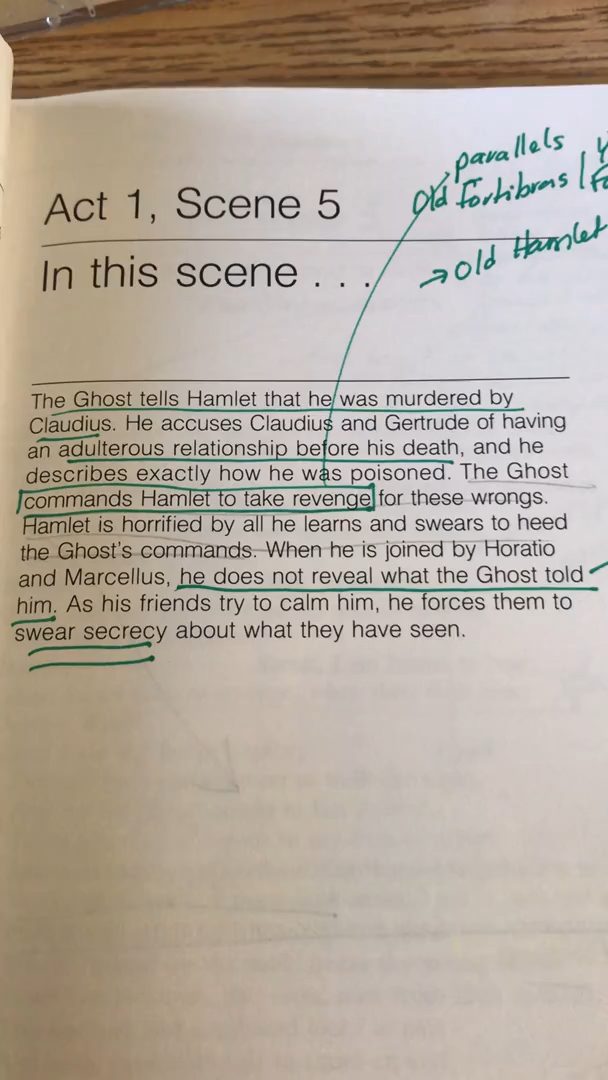 parallels
Old Fortibras /
→ Old Hamlet
Act 1, Scene 5
In this scene . . .
The Ghost tells Hamlet that he was murdered by
Claudius. He accuses Claudius and Gertrude of having
an adulterous relationship before his death, and he
describes exactly how he was poisoned. The Ghost
commands Hamlet to take revenge for these wrongs.
Hamlet is horrified by all he learns and swears to heed
the Ghost's commands. When he is joined by Horatio
and Marcellus, he does not reveal what the Ghost told
him. As his friends try to calm him, he forces them to
swear secrecy about what they have seen.